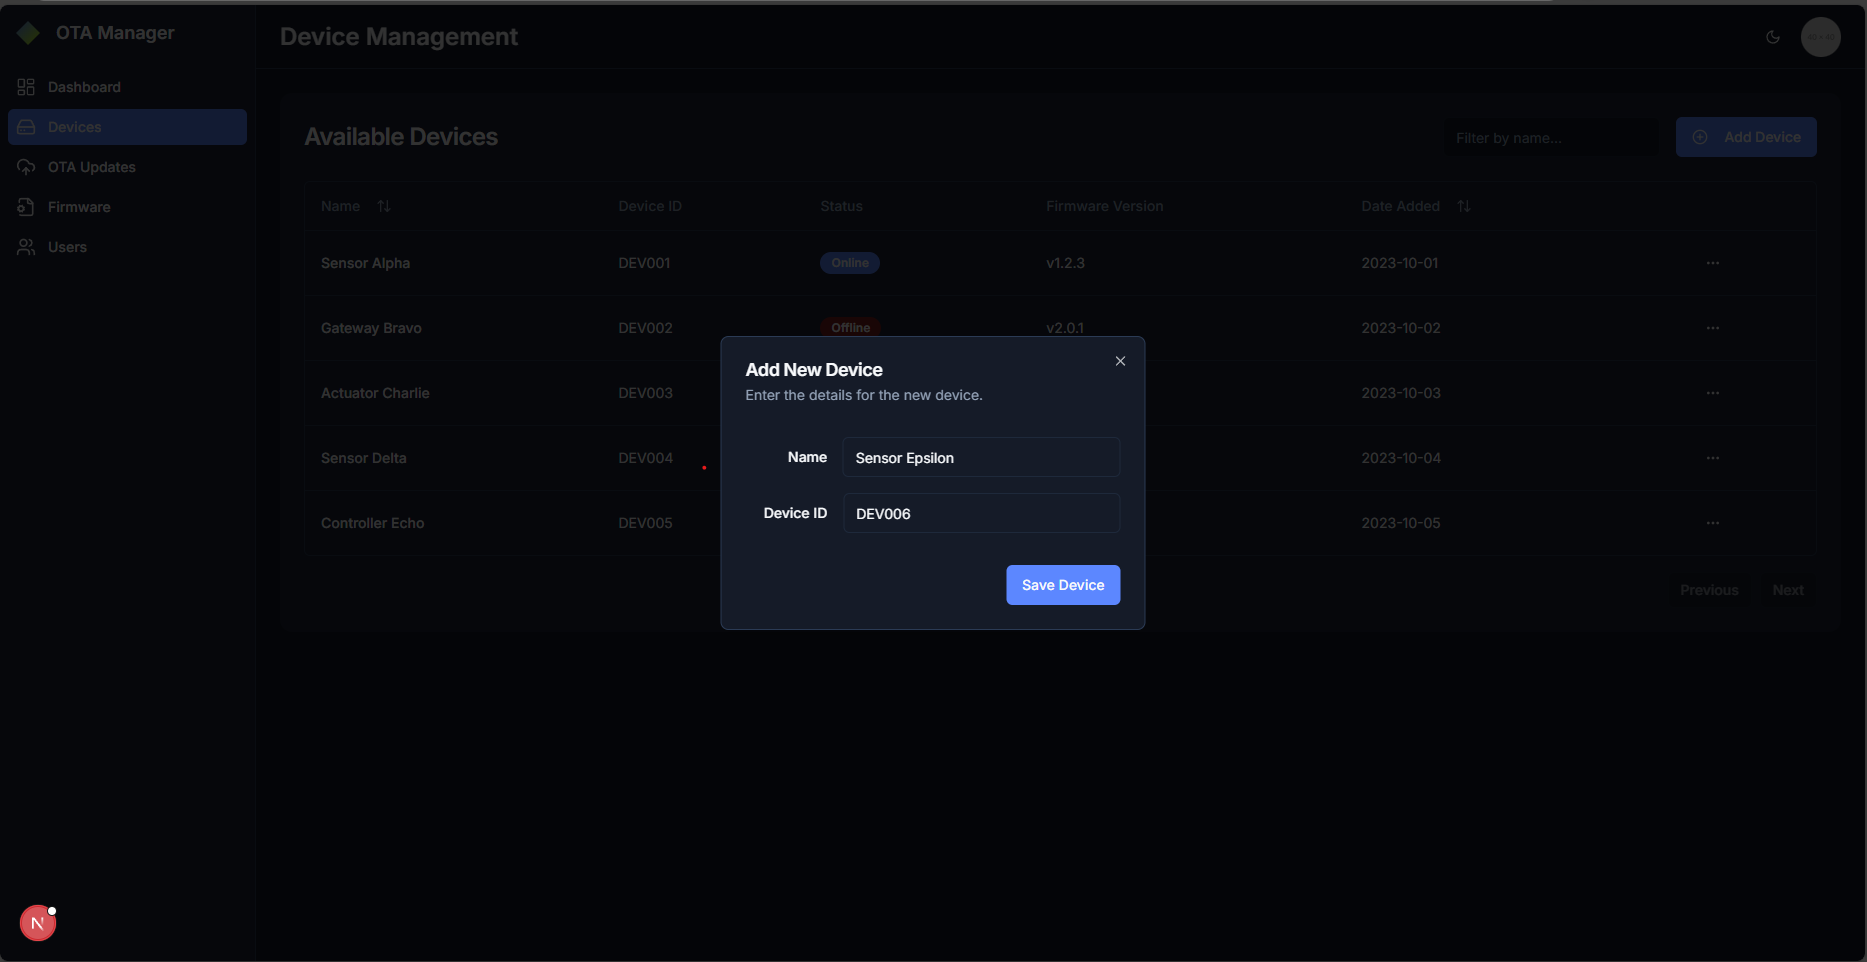 OTA Manager
Device Management
Dashboard
Devices
OTA Updates
Firmware
Users
Available Devices
Filter by name...
Add Device
Name Device ID Status Firmware Version Date Added
Sensor Alpha DEV001 Online v1.2.3 2023-10-01 ...
Gateway Bravo DEV002 Offline v2.0.1 2023-10-02 ...
Actuator Charlie DEV003 2023-10-03 ...
Sensor Delta DEV004 2023-10-04 ...
Controller Echo DEV005 2023-10-05 ...
Previous Next
Add New Device
Enter the details for the new device.
Name Sensor Epsilon
Device ID DEV006
Save Device
N